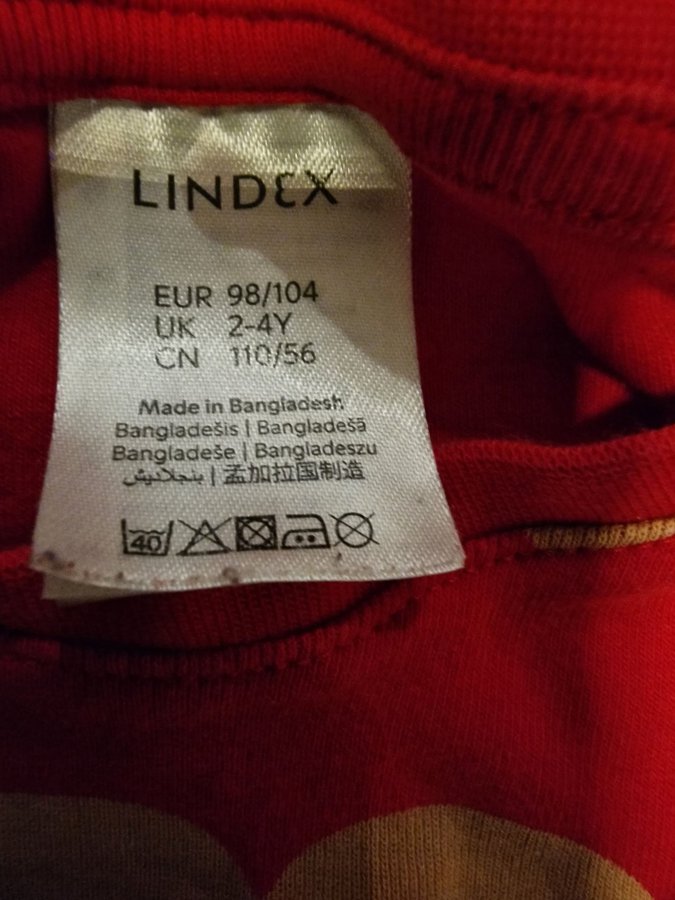 LINDEX
EUR 98/104
UK 2-4Y
CN 110/56
Made in Bangladesh
Bangladešis | Bangladešā
Bangladeše | Bangladeszu
بنجلاديش | 孟加拉国制造
40